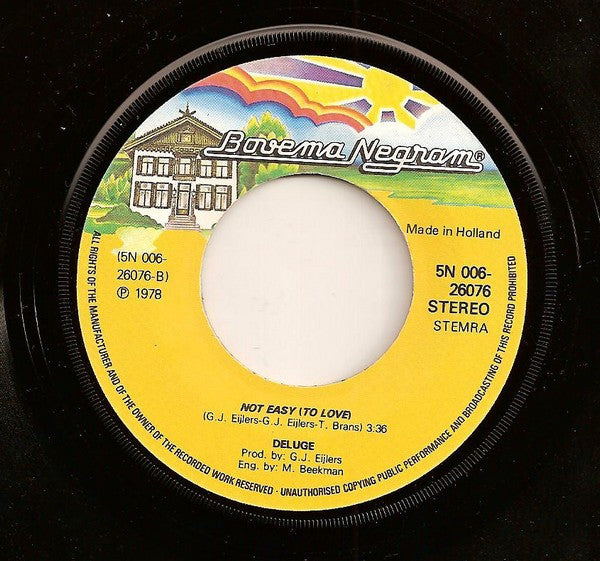 Bovema Negram®
Made in Holland
(5N 006-
26076-B)
Ⓟ 1978
5N 006-
26076
STEREO
STEMRA
NOT EASY (TO LOVE)
(G.J. Eijlers-G.J. Eijlers-T. Brans) 3:36
DELUGE
Prod. by: G.J. Eijlers
Eng. by: M. Beekman
ALL RIGHTS OF THE MANUFACTURER AND OF THE OWNER OF THE RECORDED WORK RESERVED - UNAUTHORISED COPYING PUBLIC PERFORMANCE AND BROADCASTING OF THIS RECORD PROHIBITED